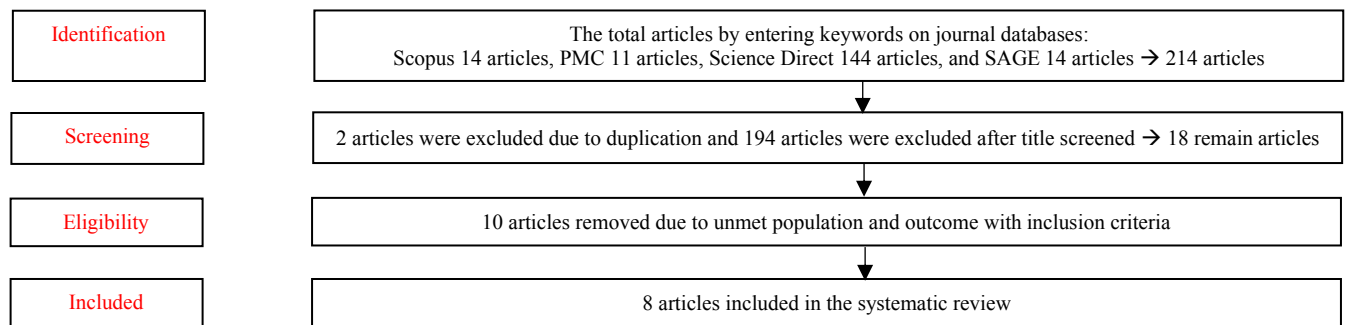 Identification
The total articles by entering keywords on journal databases:
Scopus 14 articles, PMC 11 articles, Science Direct 144 articles, and SAGE 14 articles → 214 articles
Screening
2 articles were excluded due to duplication and 194 articles were excluded after title screened → 18 remain articles
Eligibility
10 articles removed due to unmet population and outcome with inclusion criteria
Included
8 articles included in the systematic review